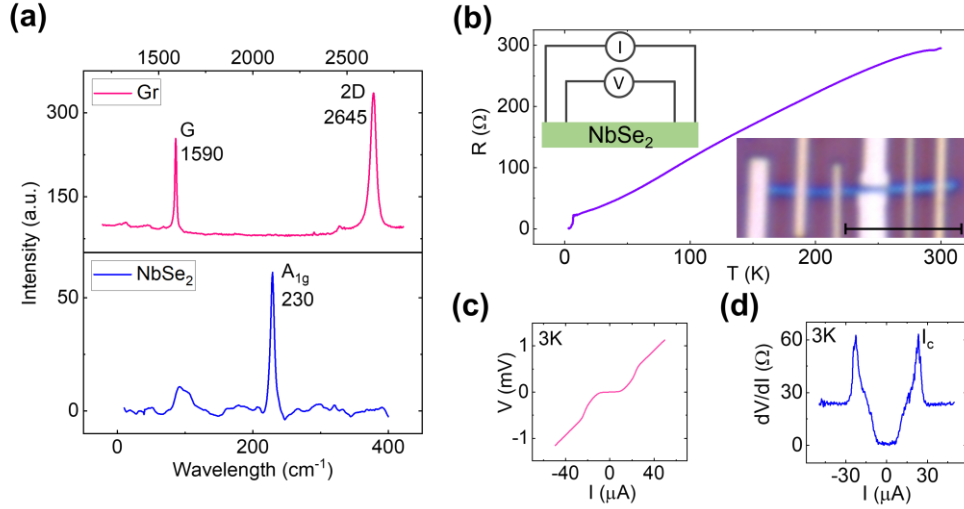 (a)
1500 2000 2500
Gr
G
1590
2D
2645
300
150
Intensity (a.u.)
NbSe2
A1g
230
50
0
0 200 400
Wavelength (cm-1)
(b)
300
200
100
0
R (Ω)
I
V
NbSe2
0 100 200 300
T (K)
(c)
3K
1
0
-1
V (mV)
-40 0 40
I (μA)
(d)
3K
Ic
60
30
0
dV/dI (Ω)
-30 0 30
I (μA)